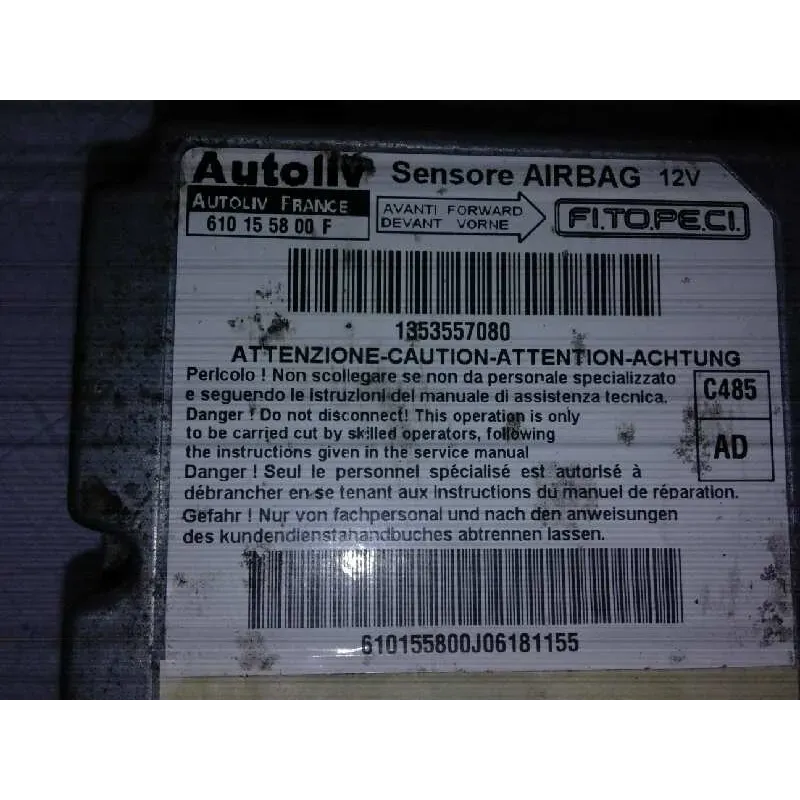 Autoliv Sensore AIRBAG 12V
AUTOLIV FRANCE
610 15 58 00 F
AVANTI FORWARD
DEVANT VORNE
FI.TO.PE.CI.
1353557080
ATTENZIONE-CAUTION-ATTENTION-ACHTUNG
Pericolo ! Non scollegare se non da personale specializzato
e seguendo le istruzioni del manuale di assistenza tecnica.
Danger ! Do not disconnect! This operation is only
to be carried cut by skilled operators, following
the instructions given in the service manual
Danger ! Seul le personnel spécialisé est autorisé à
débrancher en se tenant aux instructions du manuel de réparation.
Gefahr ! Nur von fachpersonal und nach den anweisungen
des kundendienstahandbuches abtrennen lassen.
C485
AD
610155800J06181155